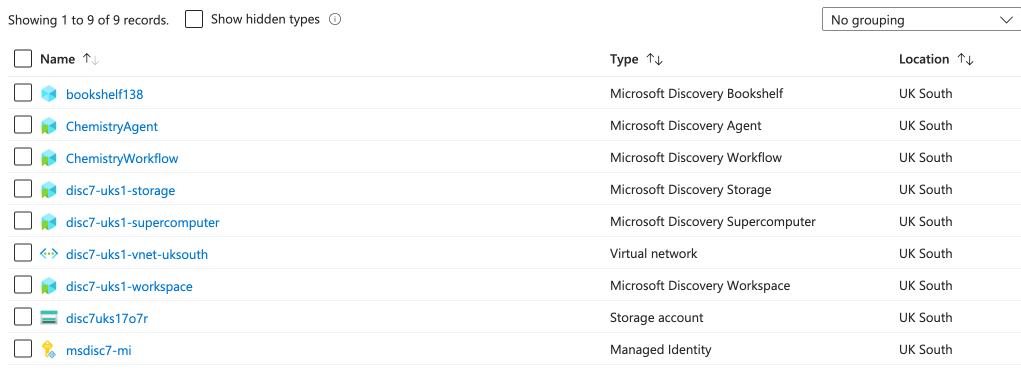 Showing 1 to 9 of 9 records. Show hidden types No grouping
Name Type Location
bookshelf138 Microsoft Discovery Bookshelf UK South
ChemistryAgent Microsoft Discovery Agent UK South
ChemistryWorkflow Microsoft Discovery Workflow UK South
disc7-uks1-storage Microsoft Discovery Storage UK South
disc7-uks1-supercomputer Microsoft Discovery Supercomputer UK South
disc7-uks1-vnet-uksouth Virtual network UK South
disc7-uks1-workspace Microsoft Discovery Workspace UK South
disc7uks17o7r Storage account UK South
msdisc7-mi Managed Identity UK South